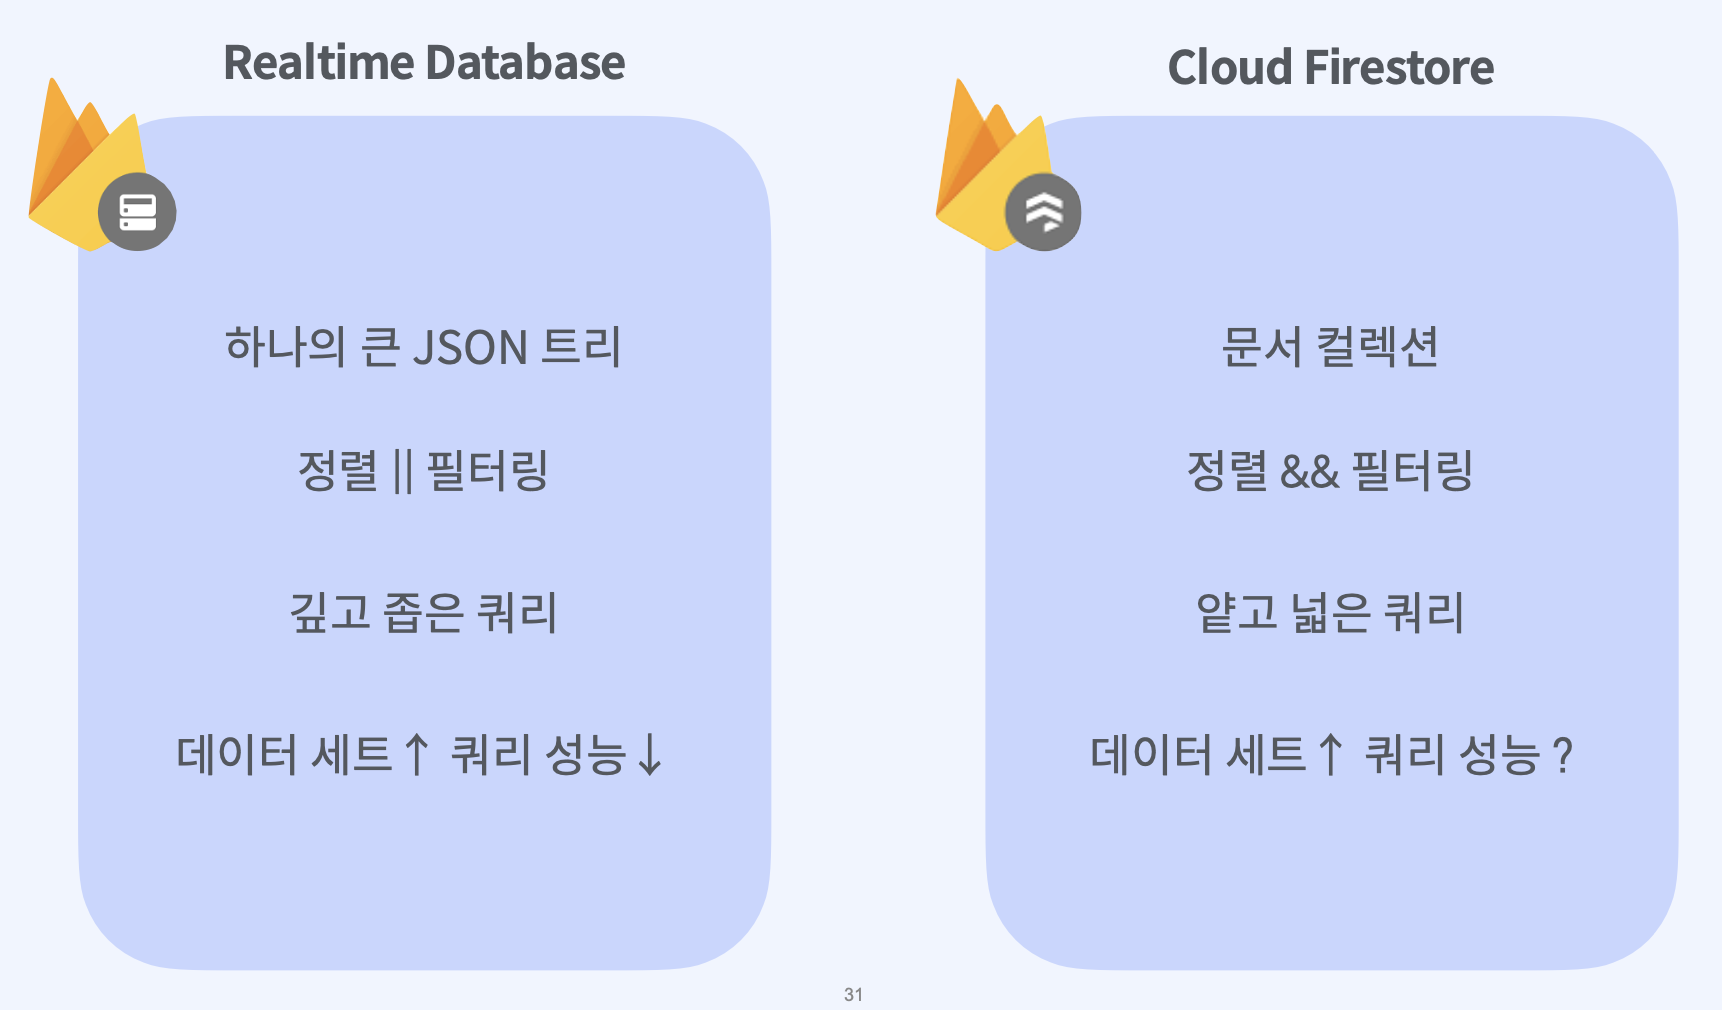 Realtime Database
하나의 큰 JSON 트리
정렬 || 필터링
깊고 좁은 쿼리
데이터 세트↑ 쿼리 성능↓
Cloud Firestore
문서 컬렉션
정렬 && 필터링
얕고 넓은 쿼리
데이터 세트↑ 쿼리 성능 ?
31